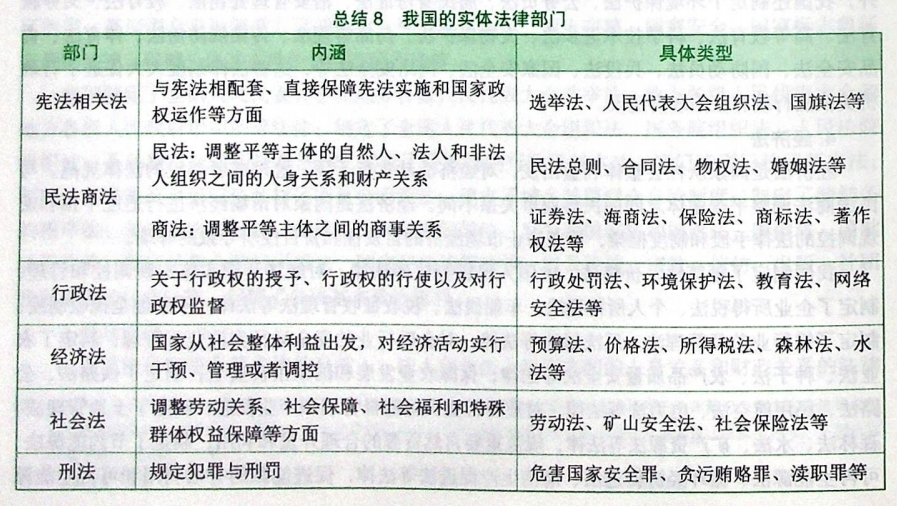 总结8 我国的实体法律部门
部门 内涵 具体类型
宪法相关法
与宪法相配套、直接保障宪法实施和国家政
权运作等方面
选举法、人民代表大会组织法、国旗法等
民法商法
民法：调整平等主体的自然人、法人和非法
人组织之间的人身关系和财产关系
民法总则、合同法、物权法、婚姻法等
商法：调整平等主体之间的商事关系
证券法、海商法、保险法、商标法、著作
权法等
行政法
关于行政权的授予、行政权的行使以及对行
政权监督
行政处罚法、环境保护法、教育法、网络
安全法等
经济法
国家从社会整体利益出发，对经济活动实行
干预、管理或者调控
预算法、价格法、所得税法、森林法、水
法等
社会法
调整劳动关系、社会保障、社会福利和特殊
群体权益保障等方面
劳动法、矿山安全法、社会保险法等
刑法
规定犯罪与刑罚
危害国家安全罪、贪污贿赂罪、渎职罪等